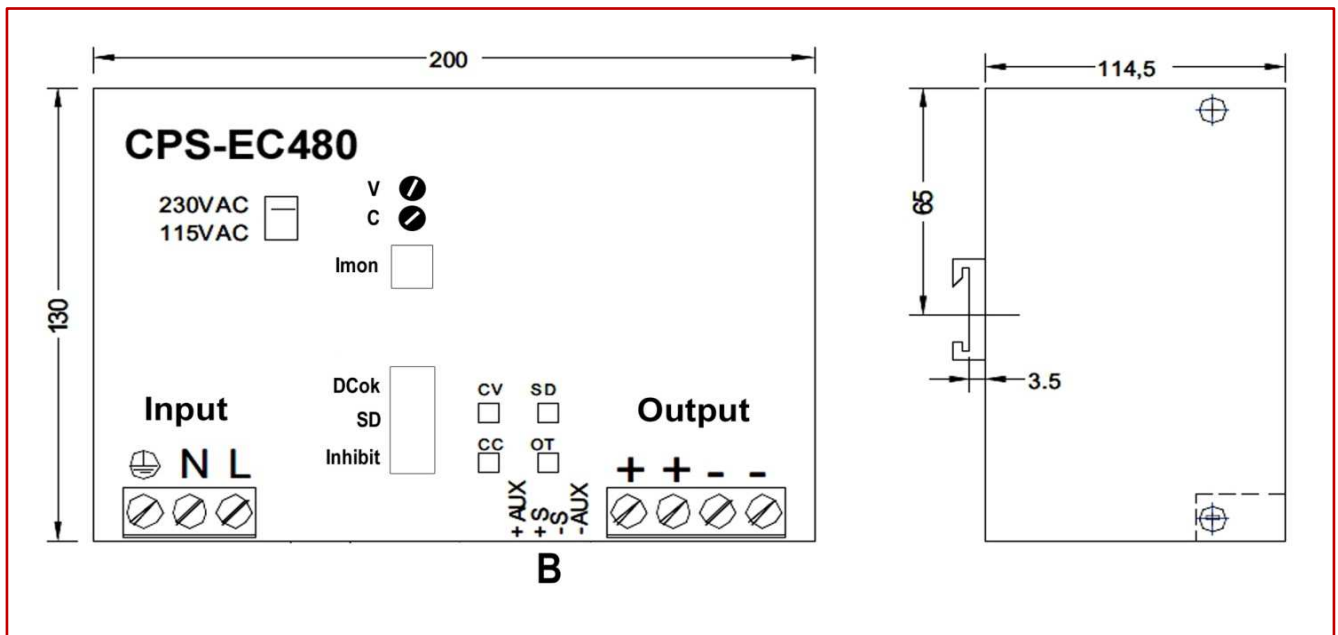 200
114,5
CPS-EC480
V
230VAC
C
115VAC
65
Imon
130
DCok
CV SD
Input
SD
Output
CC OT
Inhibit
N L
+ + - -
+AUX
+S
-S
-AUX
B
3.5